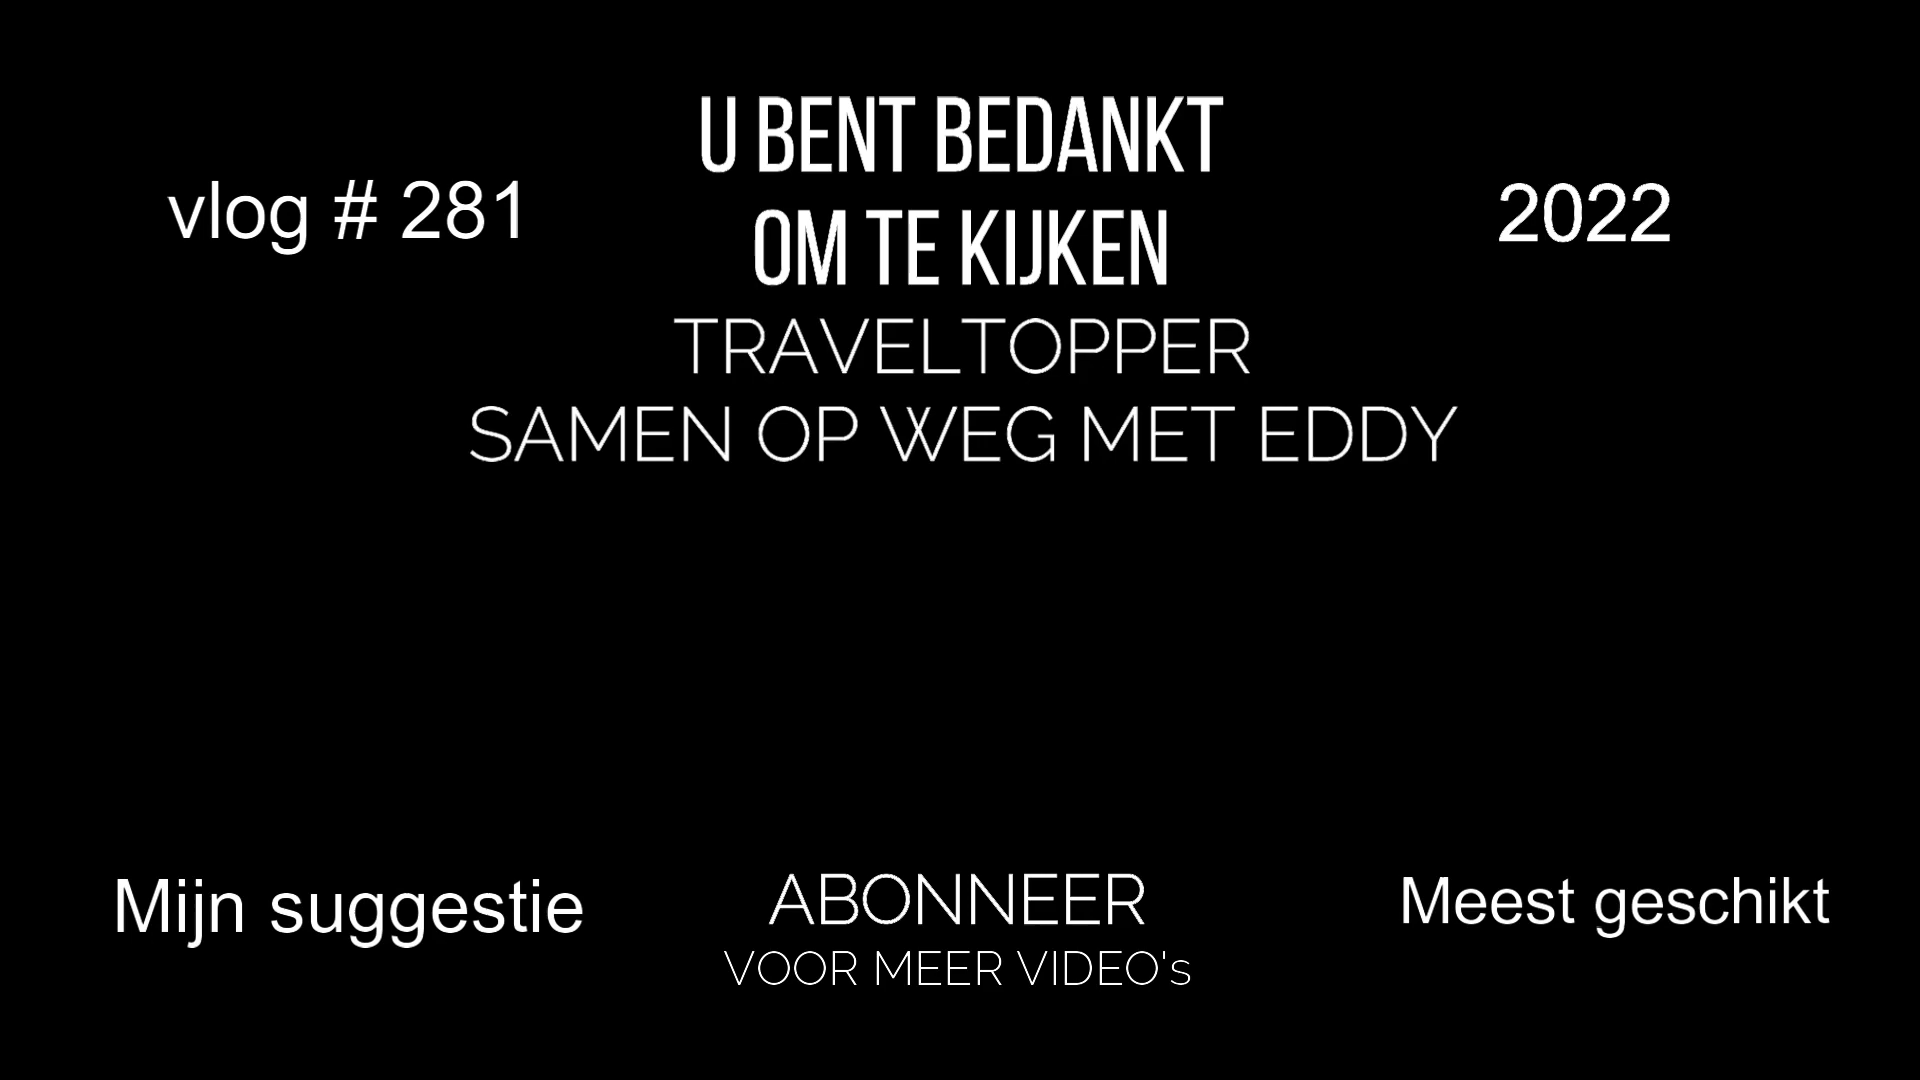 U BENT BEDANKT
OM TE KIJKEN
vlog # 281
2022
TRAVELTOPPER
SAMEN OP WEG MET EDDY
Mijn suggestie
ABONNEER
VOOR MEER VIDEO's
Meest geschikt